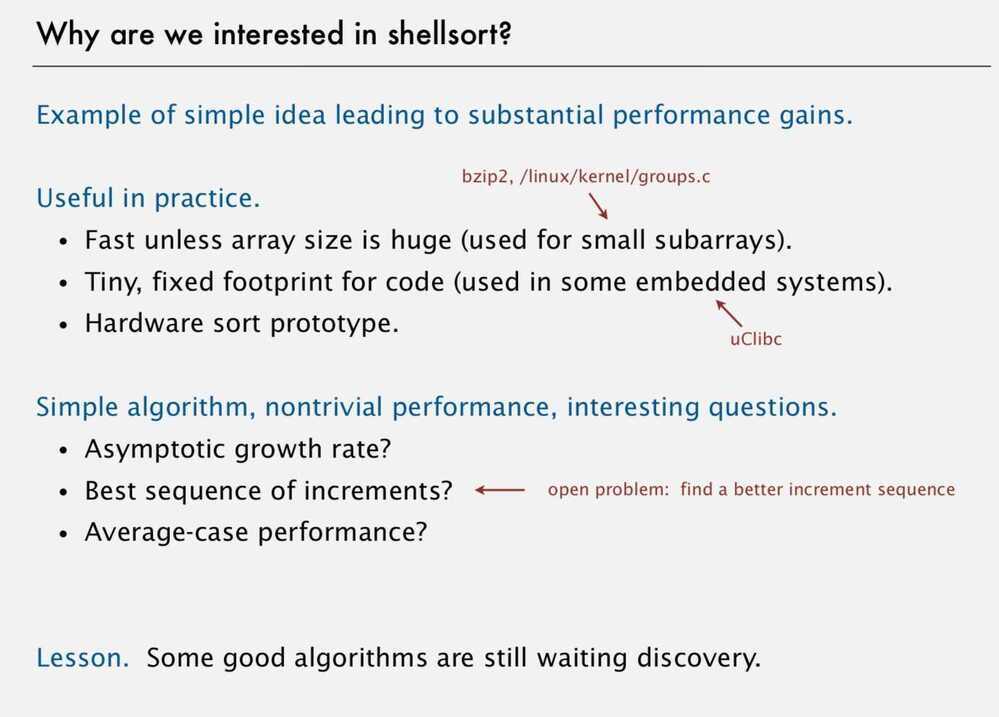 Why are we interested in shellsort?
Example of simple idea leading to substantial performance gains.
bzip2, /linux/kernel/groups.c
Useful in practice.
• Fast unless array size is huge (used for small subarrays).
• Tiny, fixed footprint for code (used in some embedded systems).
• Hardware sort prototype.
uClibc
Simple algorithm, nontrivial performance, interesting questions.
• Asymptotic growth rate?
• Best sequence of increments? open problem: find a better increment sequence
• Average-case performance?
Lesson. Some good algorithms are still waiting discovery.